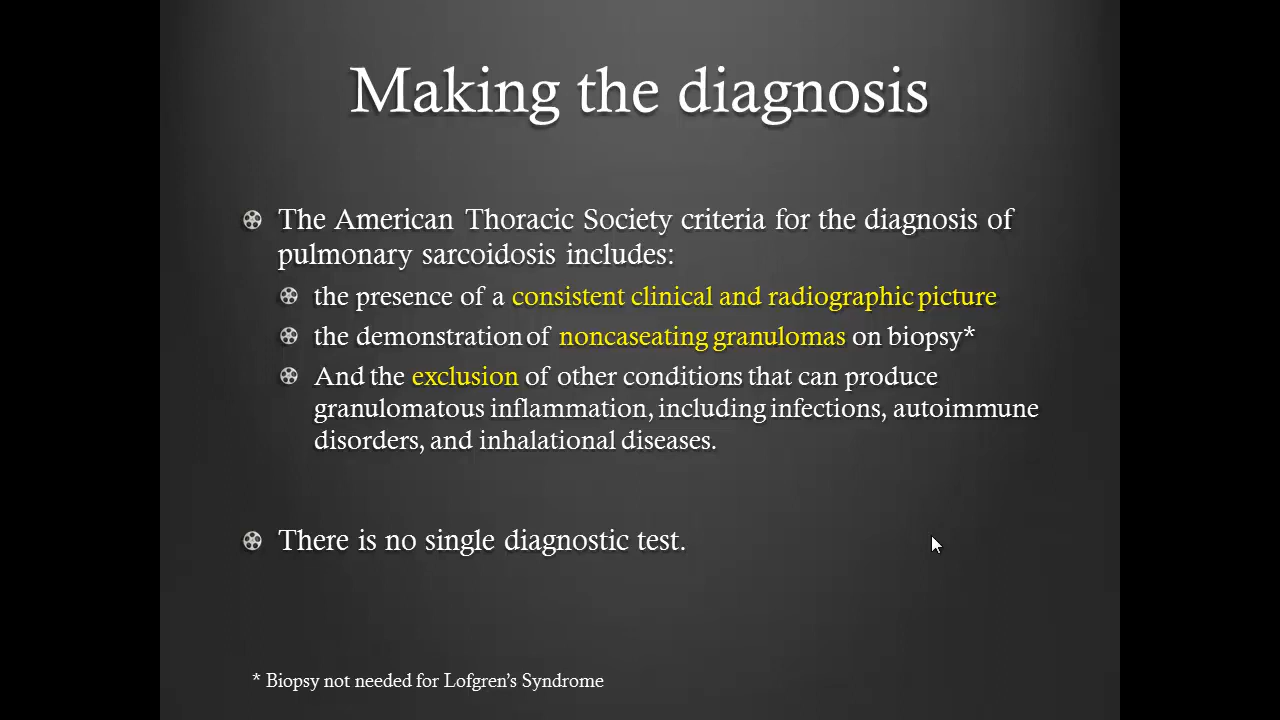 Making the diagnosis
The American Thoracic Society criteria for the diagnosis of
pulmonary sarcoidosis includes:
the presence of a consistent clinical and radiographic picture
the demonstration of noncaseating granulomas on biopsy*
And the exclusion of other conditions that can produce
granulomatous inflammation, including infections, autoimmune
disorders, and inhalational diseases.
There is no single diagnostic test.
* Biopsy not needed for Lofgren’s Syndrome